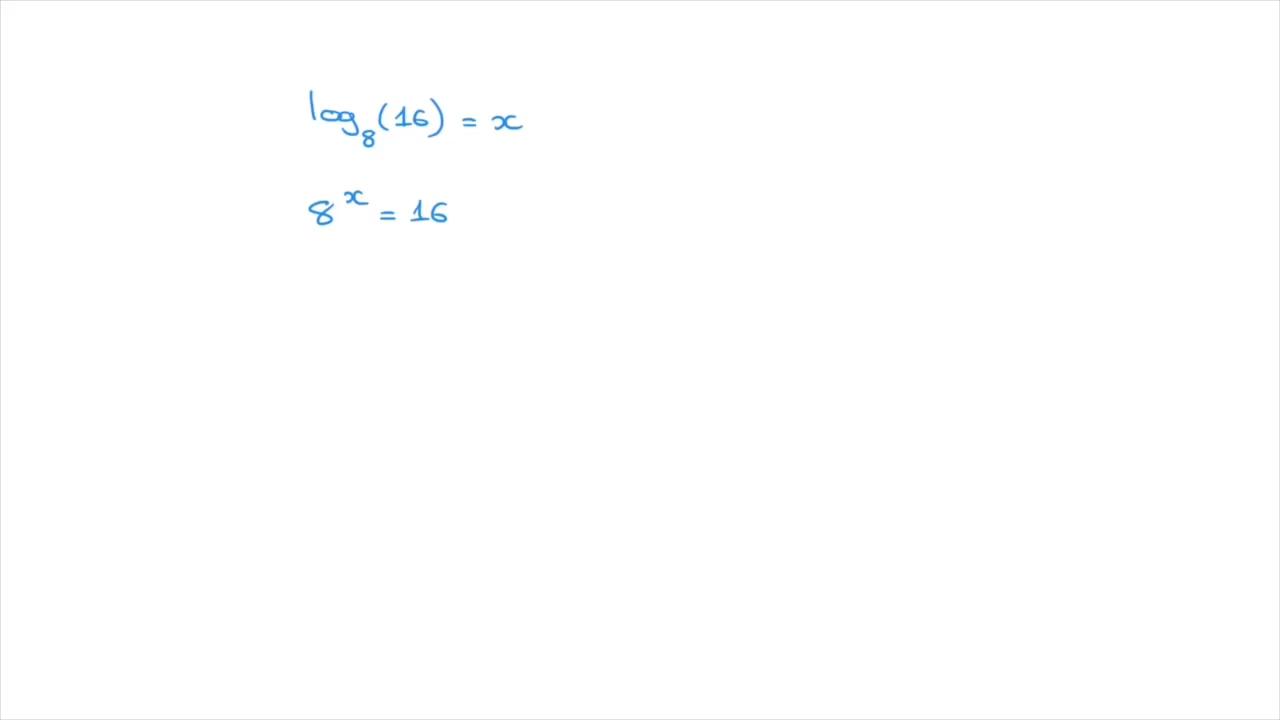 log₈(16) = x
8ˣ = 16